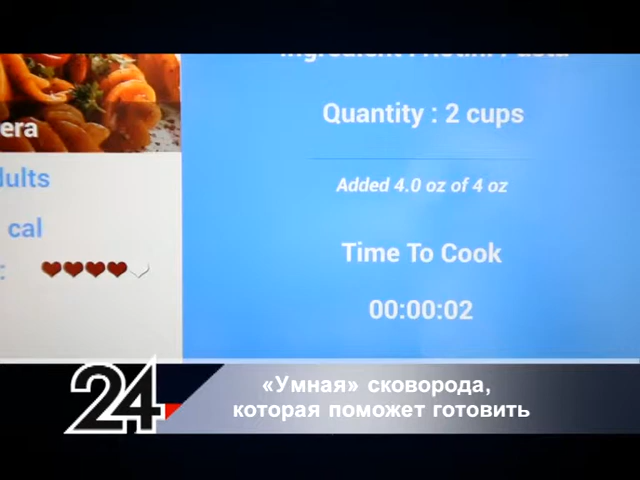 Quantity : 2 cups
Added 4.0 oz of 4 oz
Time To Cook
00:00:02
era
cal
24
«Умная» сковорода,
которая поможет готовить